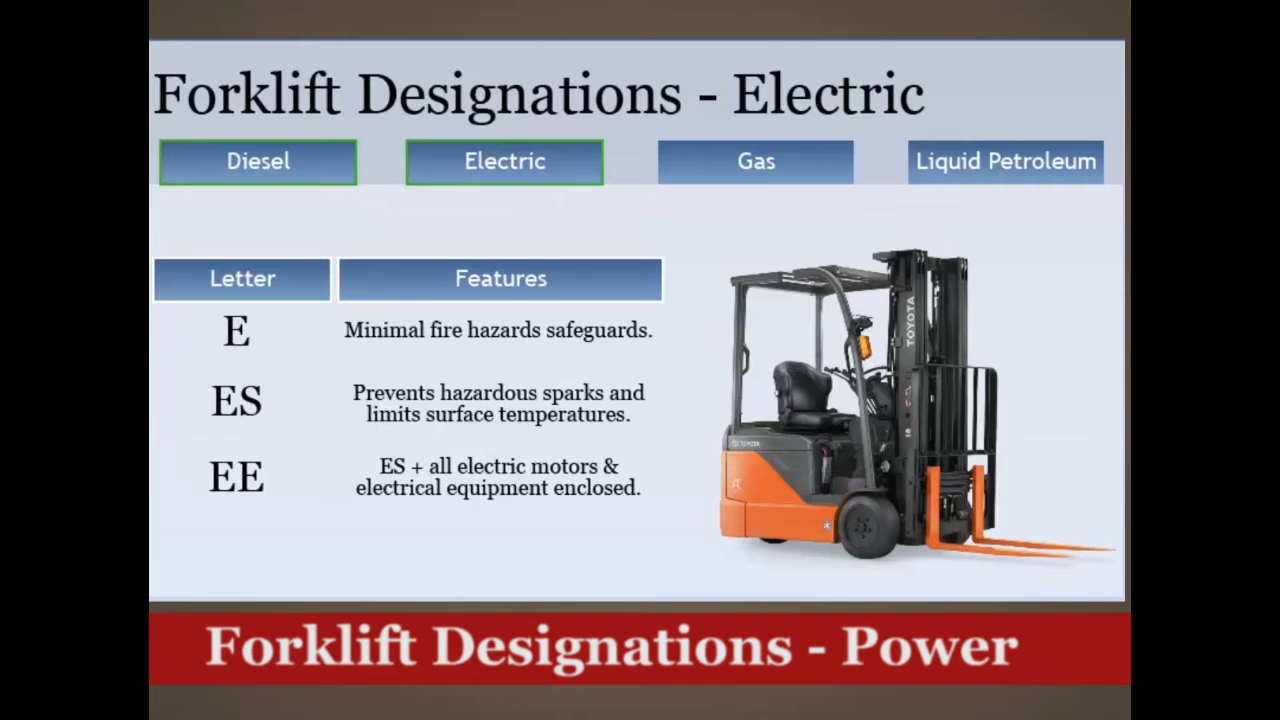 Forklift Designations - Electric
Diesel
Electric
Gas
Liquid Petroleum
Letter
Features
E
Minimal fire hazards safeguards.
ES
Prevents hazardous sparks and
limits surface temperatures.
EE
ES + all electric motors &
electrical equipment enclosed.
TOYOTA
TOYOTA
Forklift Designations - Power